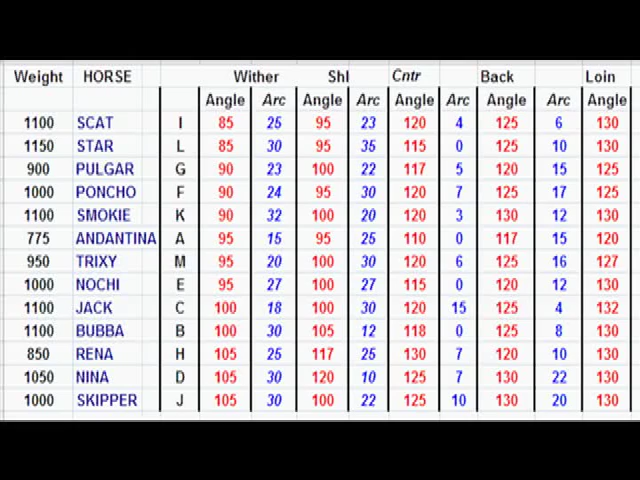 Weight HORSE Wither Shl Cntr Back Loin
Angle Arc Angle Arc Angle Arc Angle Arc Angle
1100 SCAT I 85 25 95 23 120 4 125 6 130
1150 STAR L 85 30 95 35 115 0 125 10 130
900 PULGAR G 90 23 100 22 117 5 120 15 125
1000 PONCHO F 90 24 95 30 120 7 125 17 125
1100 SMOKIE K 90 32 100 20 120 3 130 12 130
775 ANDANTINA A 95 15 95 25 110 0 117 15 120
950 TRIXY M 95 20 100 30 120 6 125 16 127
1000 NOCHI E 95 27 100 27 115 0 120 12 130
1100 JACK C 100 18 100 30 120 15 125 4 132
1100 BUBBA B 100 30 105 12 118 0 125 8 130
850 RENA H 105 25 117 25 130 7 120 10 130
1050 NINA D 105 30 120 10 125 7 130 22 130
1000 SKIPPER J 105 30 100 22 125 10 130 20 130